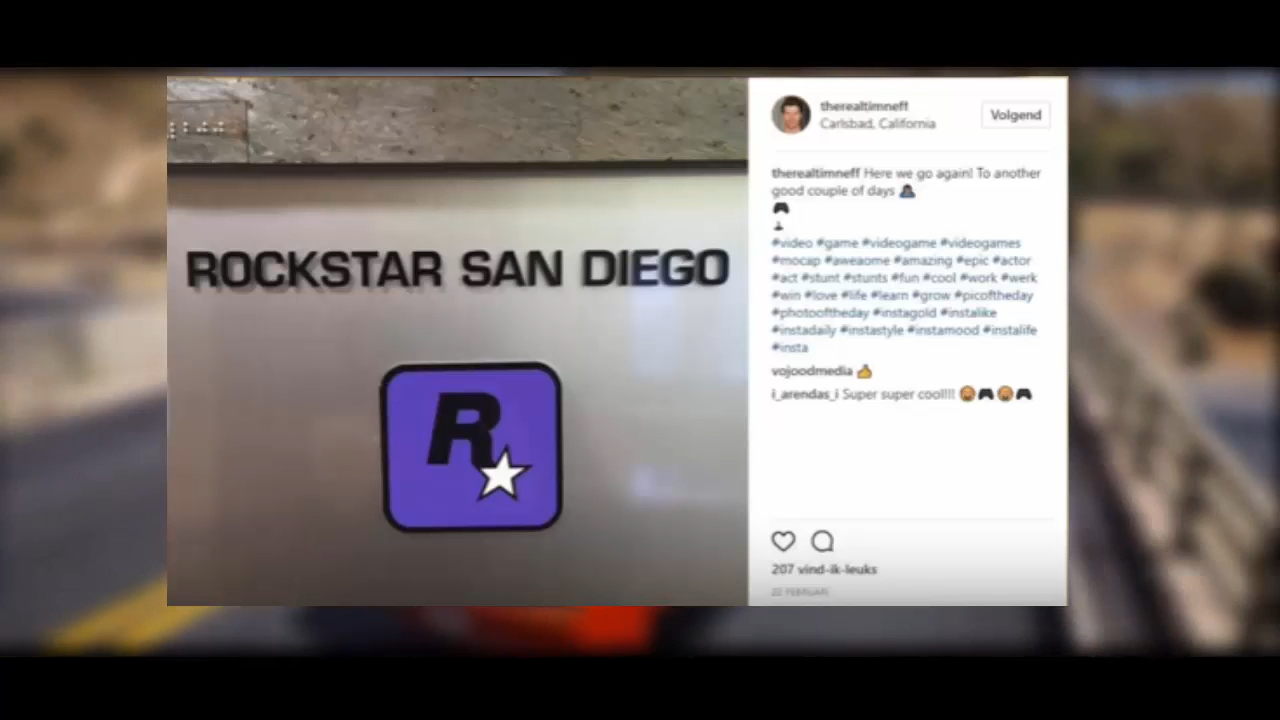 ROCKSTAR SAN DIEGO
R
therealtimneff
Carlsbad, California
Volgend
therealtimneff Here we go again! To another
good couple of days
#video #game #videogame #videogames
#mocap #aweaome #amazing #epic #actor
#act #stunt #stunts #fun #cool #work #werk
#win #love #life #learn #grow #picoftheday
#photooftheday #instagold #instalike
#instadaily #instastyle #instamood #instalife
#insta
vojoodmedia
i_arendas_i Super super cool!!!
207 vind-ik-leuks
22 FEBRUARI